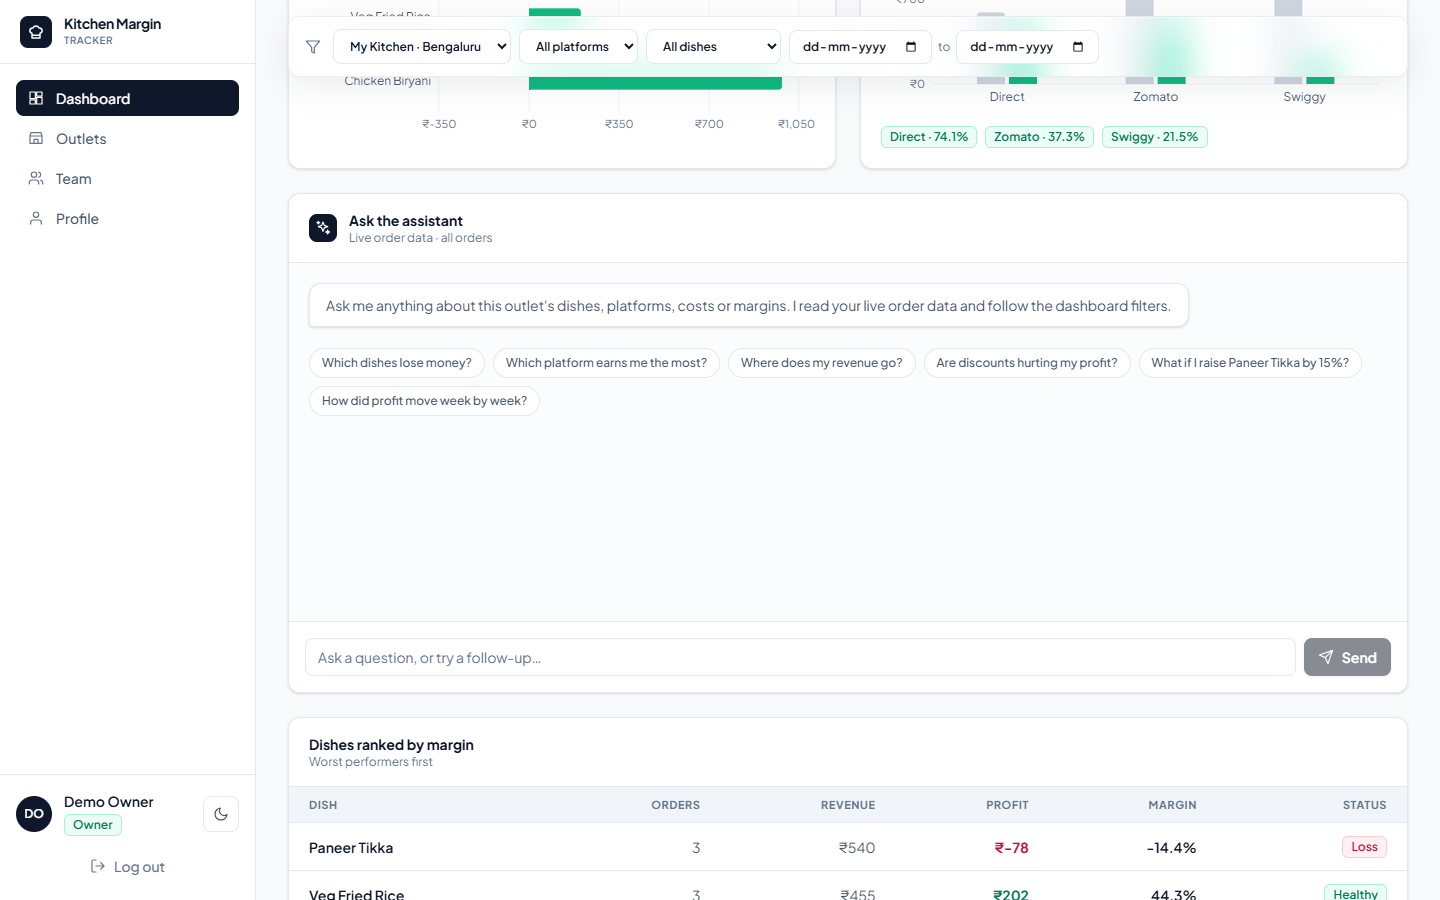 Kitchen Margin
TRACKER
Dashboard
Outlets
Team
Profile
Demo Owner
DO
Owner
Log out
My Kitchen · Bengaluru
All platforms
All dishes
dd-mm-yyyy
to
dd-mm-yyyy
Veg Fried Rice
Chicken Biryani
₹-350
₹0
₹350
₹700
₹1,050
₹700
₹0
Direct
Zomato
Swiggy
Direct · 74.1%
Zomato · 37.3%
Swiggy · 21.5%
Ask the assistant
Live order data · all orders
Ask me anything about this outlet's dishes, platforms, costs or margins. I read your live order data and follow the dashboard filters.
Which dishes lose money?
Which platform earns me the most?
Where does my revenue go?
Are discounts hurting my profit?
What if I raise Paneer Tikka by 15%?
How did profit move week by week?
Ask a question, or try a follow-up…
Send
Dishes ranked by margin
Worst performers first
DISH ORDERS REVENUE PROFIT MARGIN STATUS
Paneer Tikka 3 ₹540 ₹-78 -14.4% Loss
Veg Fried Rice 3 ₹455 ₹202 44.3% Healthy